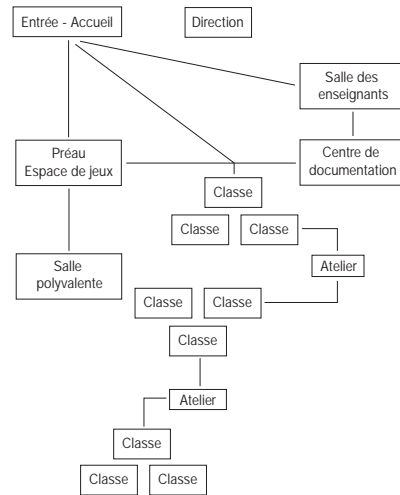 Entrée - Accueil
Direction
Salle des
enseignants
Préau
Espace de jeux
Centre de
documentation
Classe
Classe
Classe
Salle
polyvalente
Atelier
Classe
Classe
Classe
Atelier
Classe
Classe
Classe